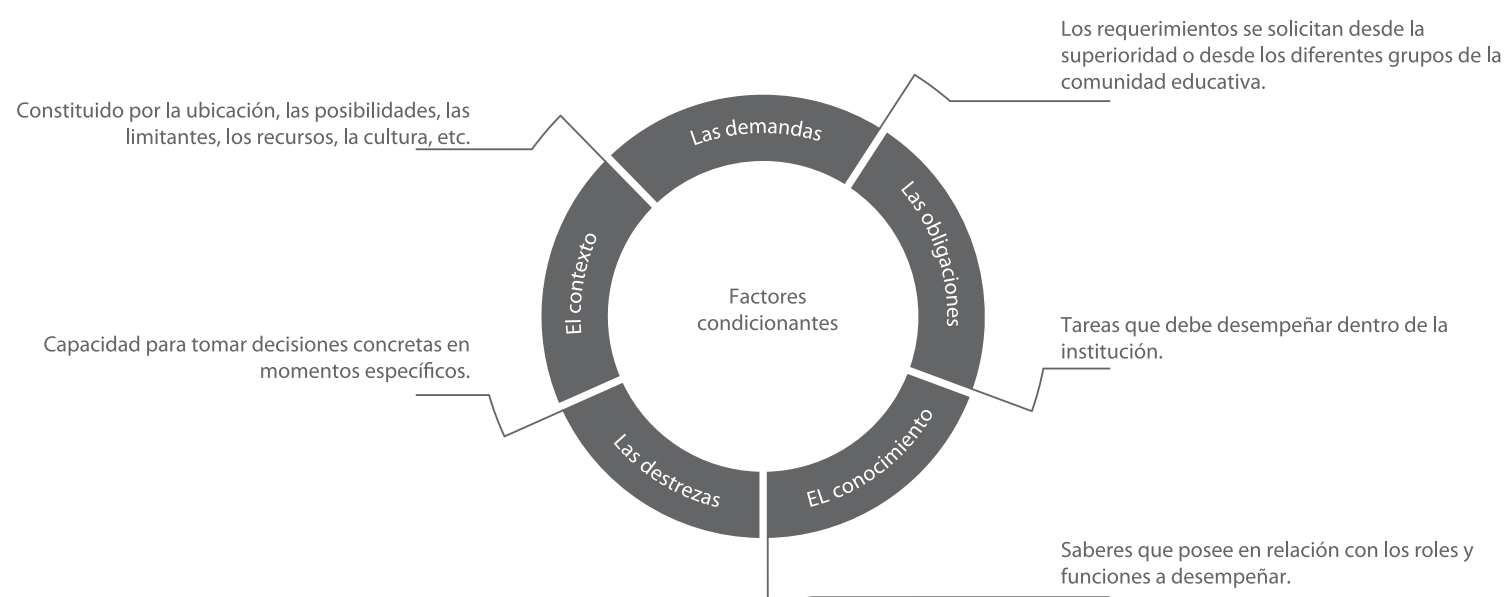 Los requerimientos se solicitan desde la
superioridad o desde los diferentes grupos de la
comunidad educativa.
Constituido por la ubicación, las posibilidades, las
limitantes, los recursos, la cultura, etc.
Las demandas
Las obligaciones
El contexto
Factores
condicionantes
Tareas que debe desempeñar dentro de la
institución.
Capacidad para tomar decisiones concretas en
momentos específicos.
Las destrezas
EL conocimiento
Saberes que posee en relación con los roles y
funciones a desempeñar.